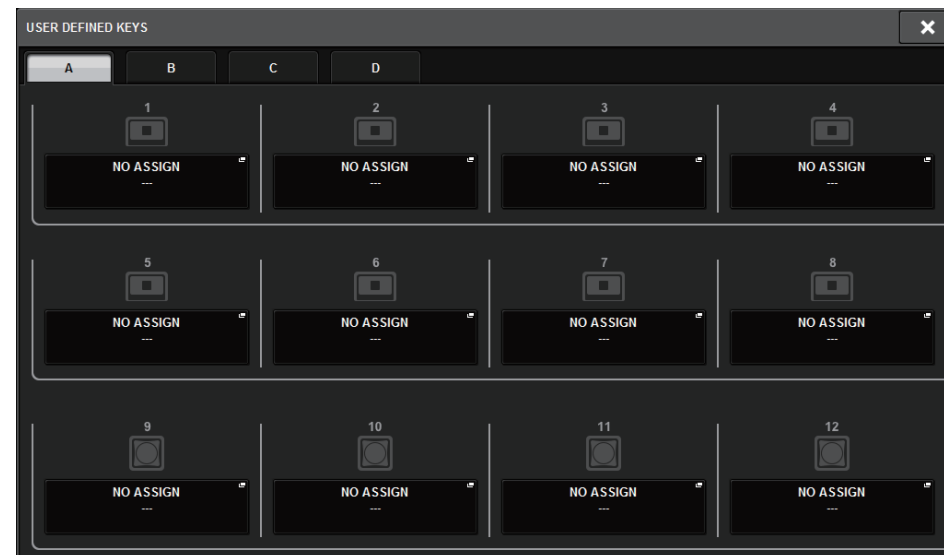 USER DEFINED KEYS
A B C D
1 2 3 4
NO ASSIGN NO ASSIGN NO ASSIGN NO ASSIGN
--- --- --- ---
5 6 7 8
NO ASSIGN NO ASSIGN NO ASSIGN NO ASSIGN
--- --- --- ---
9 10 11 12
NO ASSIGN NO ASSIGN NO ASSIGN NO ASSIGN
--- --- --- ---